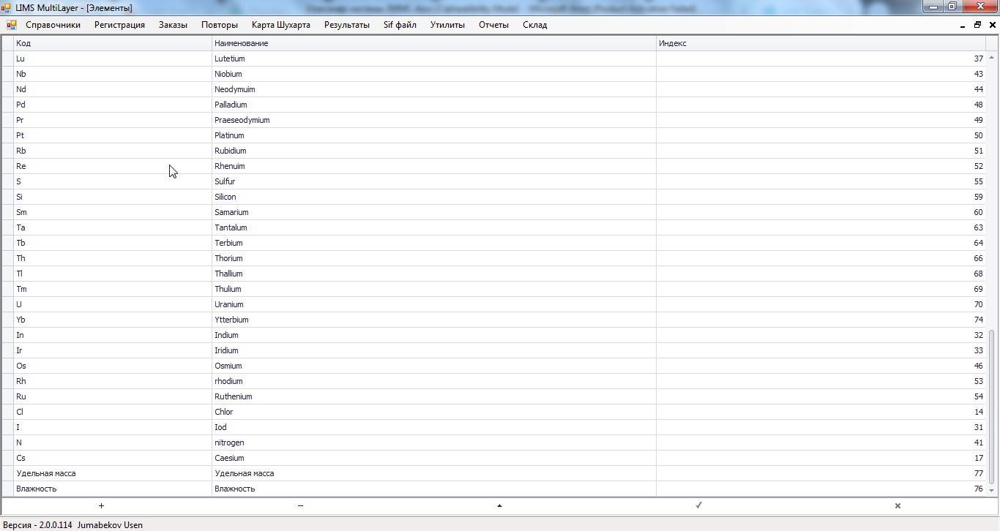 LIMS MultiLayer - [Элементы]
Справочники Регистрация Заказы Повторы Карта Шухарта Результаты Sif файл Утилиты Отчеты Склад
Код Наименование Индекс
Lu Lutetium 37
Nb Niobium 43
Nd Neodymuim 44
Pd Palladium 48
Pr Praeseodymium 49
Pt Platinum 50
Rb Rubidium 51
Re Rhenuim 52
S Sulfur 55
Si Silicon 59
Sm Samarium 60
Ta Tantalum 63
Tb Terbium 64
Th Thorium 66
Tl Thallium 68
Tm Thulium 69
U Uranium 70
Yb Ytterbium 74
In Indium 32
Ir Iridium 33
Os Osmium 46
Rh rhodium 53
Ru Ruthenium 54
Cl Chlor 14
I Iod 31
N nitrogen 41
Cs Caesium 17
Удельная масса Удельная масса 77
Влажность Влажность 76
Версия - 2.0.0.114 Jumabekov Usen